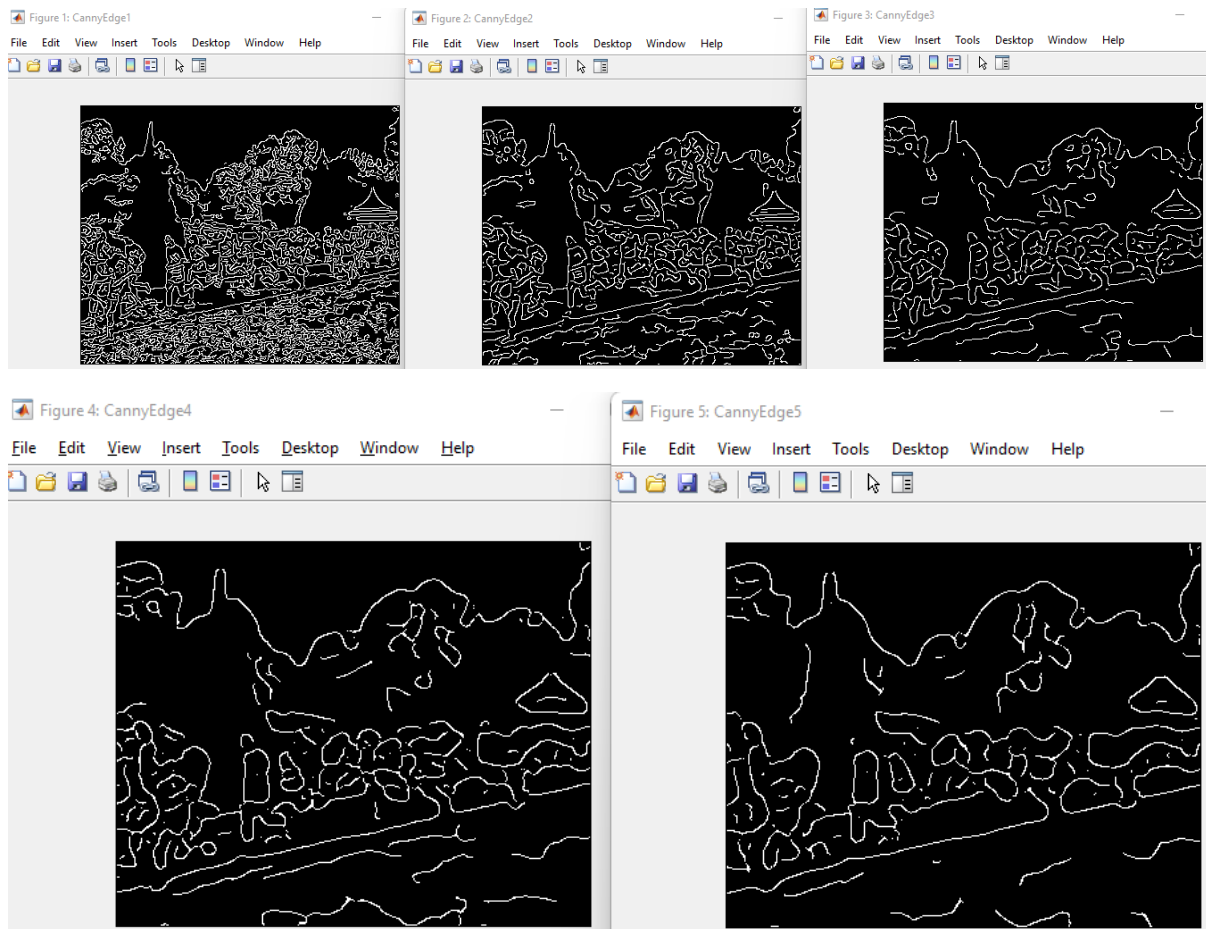 Figure 1: CannyEdge1
File Edit View Insert Tools Desktop Window Help
Figure 2: CannyEdge2
File Edit View Insert Tools Desktop Window Help
Figure 3: CannyEdge3
File Edit View Insert Tools Desktop Window Help
Figure 4: CannyEdge4
File Edit View Insert Tools Desktop Window Help
Figure 5: CannyEdge5
File Edit View Insert Tools Desktop Window Help